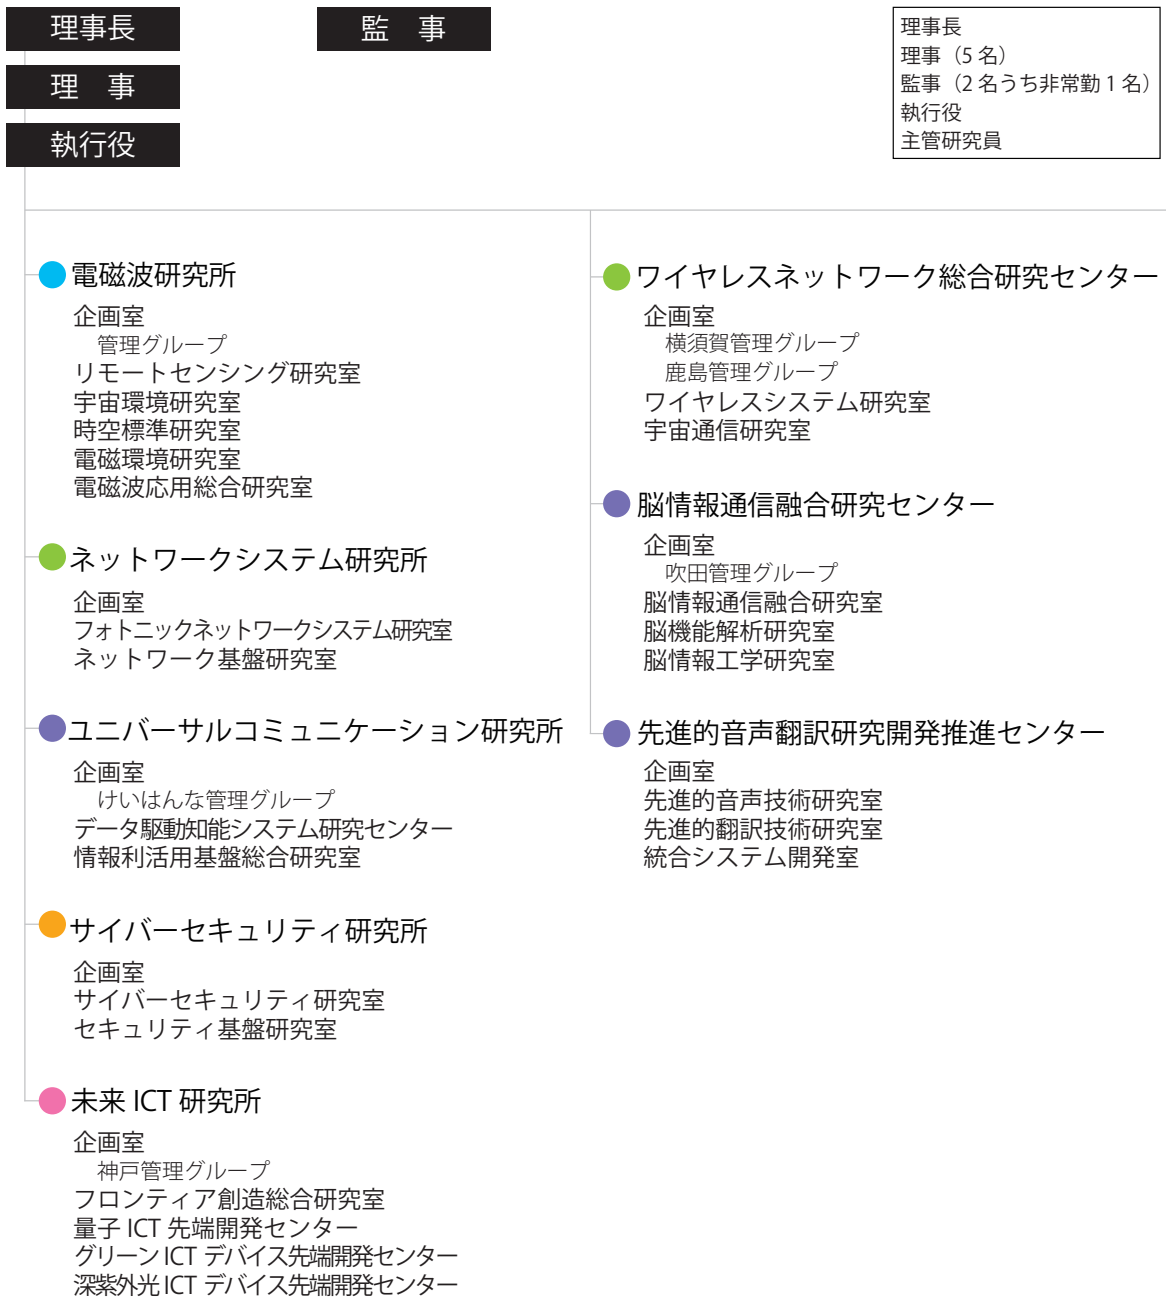 理事長
理　事
執行役
監　事
理事長
理事（5 名）
監事（2 名うち非常勤 1 名）
執行役
主管研究員
電磁波研究所
企画室
管理グループ
リモートセンシング研究室
宇宙環境研究室
時空標準研究室
電磁環境研究室
電磁波応用総合研究室
ネットワークシステム研究所
企画室
フォトニックネットワークシステム研究室
ネットワーク基盤研究室
ユニバーサルコミュニケーション研究所
企画室
けいはんな管理グループ
データ駆動知能システム研究センター
情報利活用基盤総合研究室
サイバーセキュリティ研究所
企画室
サイバーセキュリティ研究室
セキュリティ基盤研究室
未来 ICT 研究所
企画室
神戸管理グループ
フロンティア創造総合研究室
量子 ICT 先端開発センター
グリーン ICT デバイス先端開発センター
深紫外光 ICT デバイス先端開発センター
ワイヤレスネットワーク総合研究センター
企画室
横須賀管理グループ
鹿島管理グループ
ワイヤレスシステム研究室
宇宙通信研究室
脳情報通信融合研究センター
企画室
吹田管理グループ
脳情報通信融合研究室
脳機能解析研究室
脳情報工学研究室
先進的音声翻訳研究開発推進センター
企画室
先進的音声技術研究室
先進的翻訳技術研究室
統合システム開発室